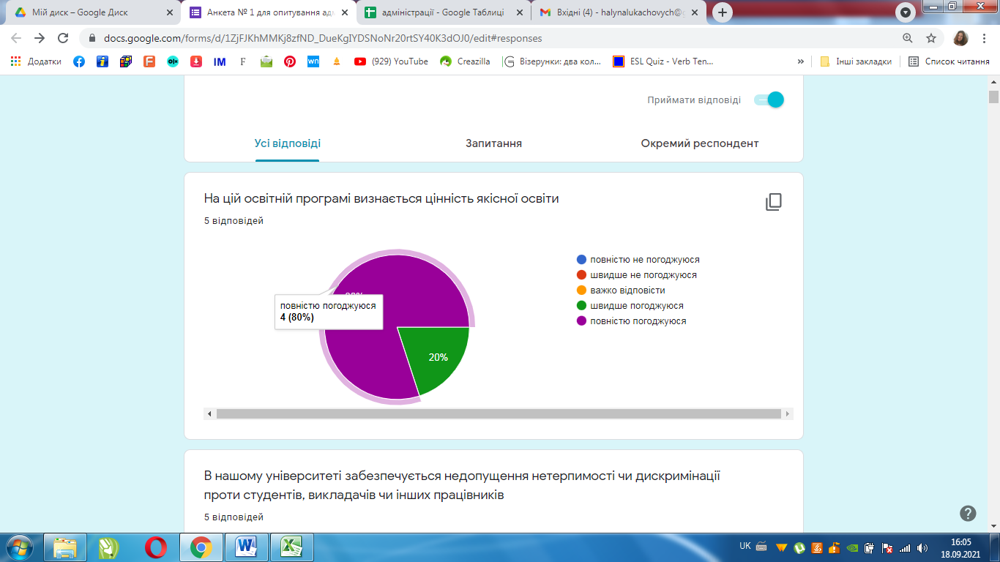 Мій диск – Google Диск
Анкета № 1 для опитування адм
адміністрації - Google Таблиці
Вхідні (4) - halynalukachovych@g
docs.google.com/forms/d/1ZjFJKhMMKj8zfND_DueKgIYDSNoNr20rtSY40K3dOJ0/edit#responses
Додатки
IM
F
wn
(929) YouTube
Creazilla
Візерунки: два кол...
ESL Quiz - Verb Ten...
»
Інші закладки
Список читання
Приймати відповіді
Усі відповіді
Запитання
Окремий респондент
На цій освітній програмі визнається цінність якісної освіти
5 відповідей
повністю погоджуюся
4 (80%)
20%
повністю не погоджуюся
швидше не погоджуюся
важко відповісти
швидше погоджуюся
повністю погоджуюся
В нашому університеті забезпечується недопущення нетерпимості чи дискримінації
проти студентів, викладачів чи інших працівників
5 відповідей
UK
16:05
18.09.2021